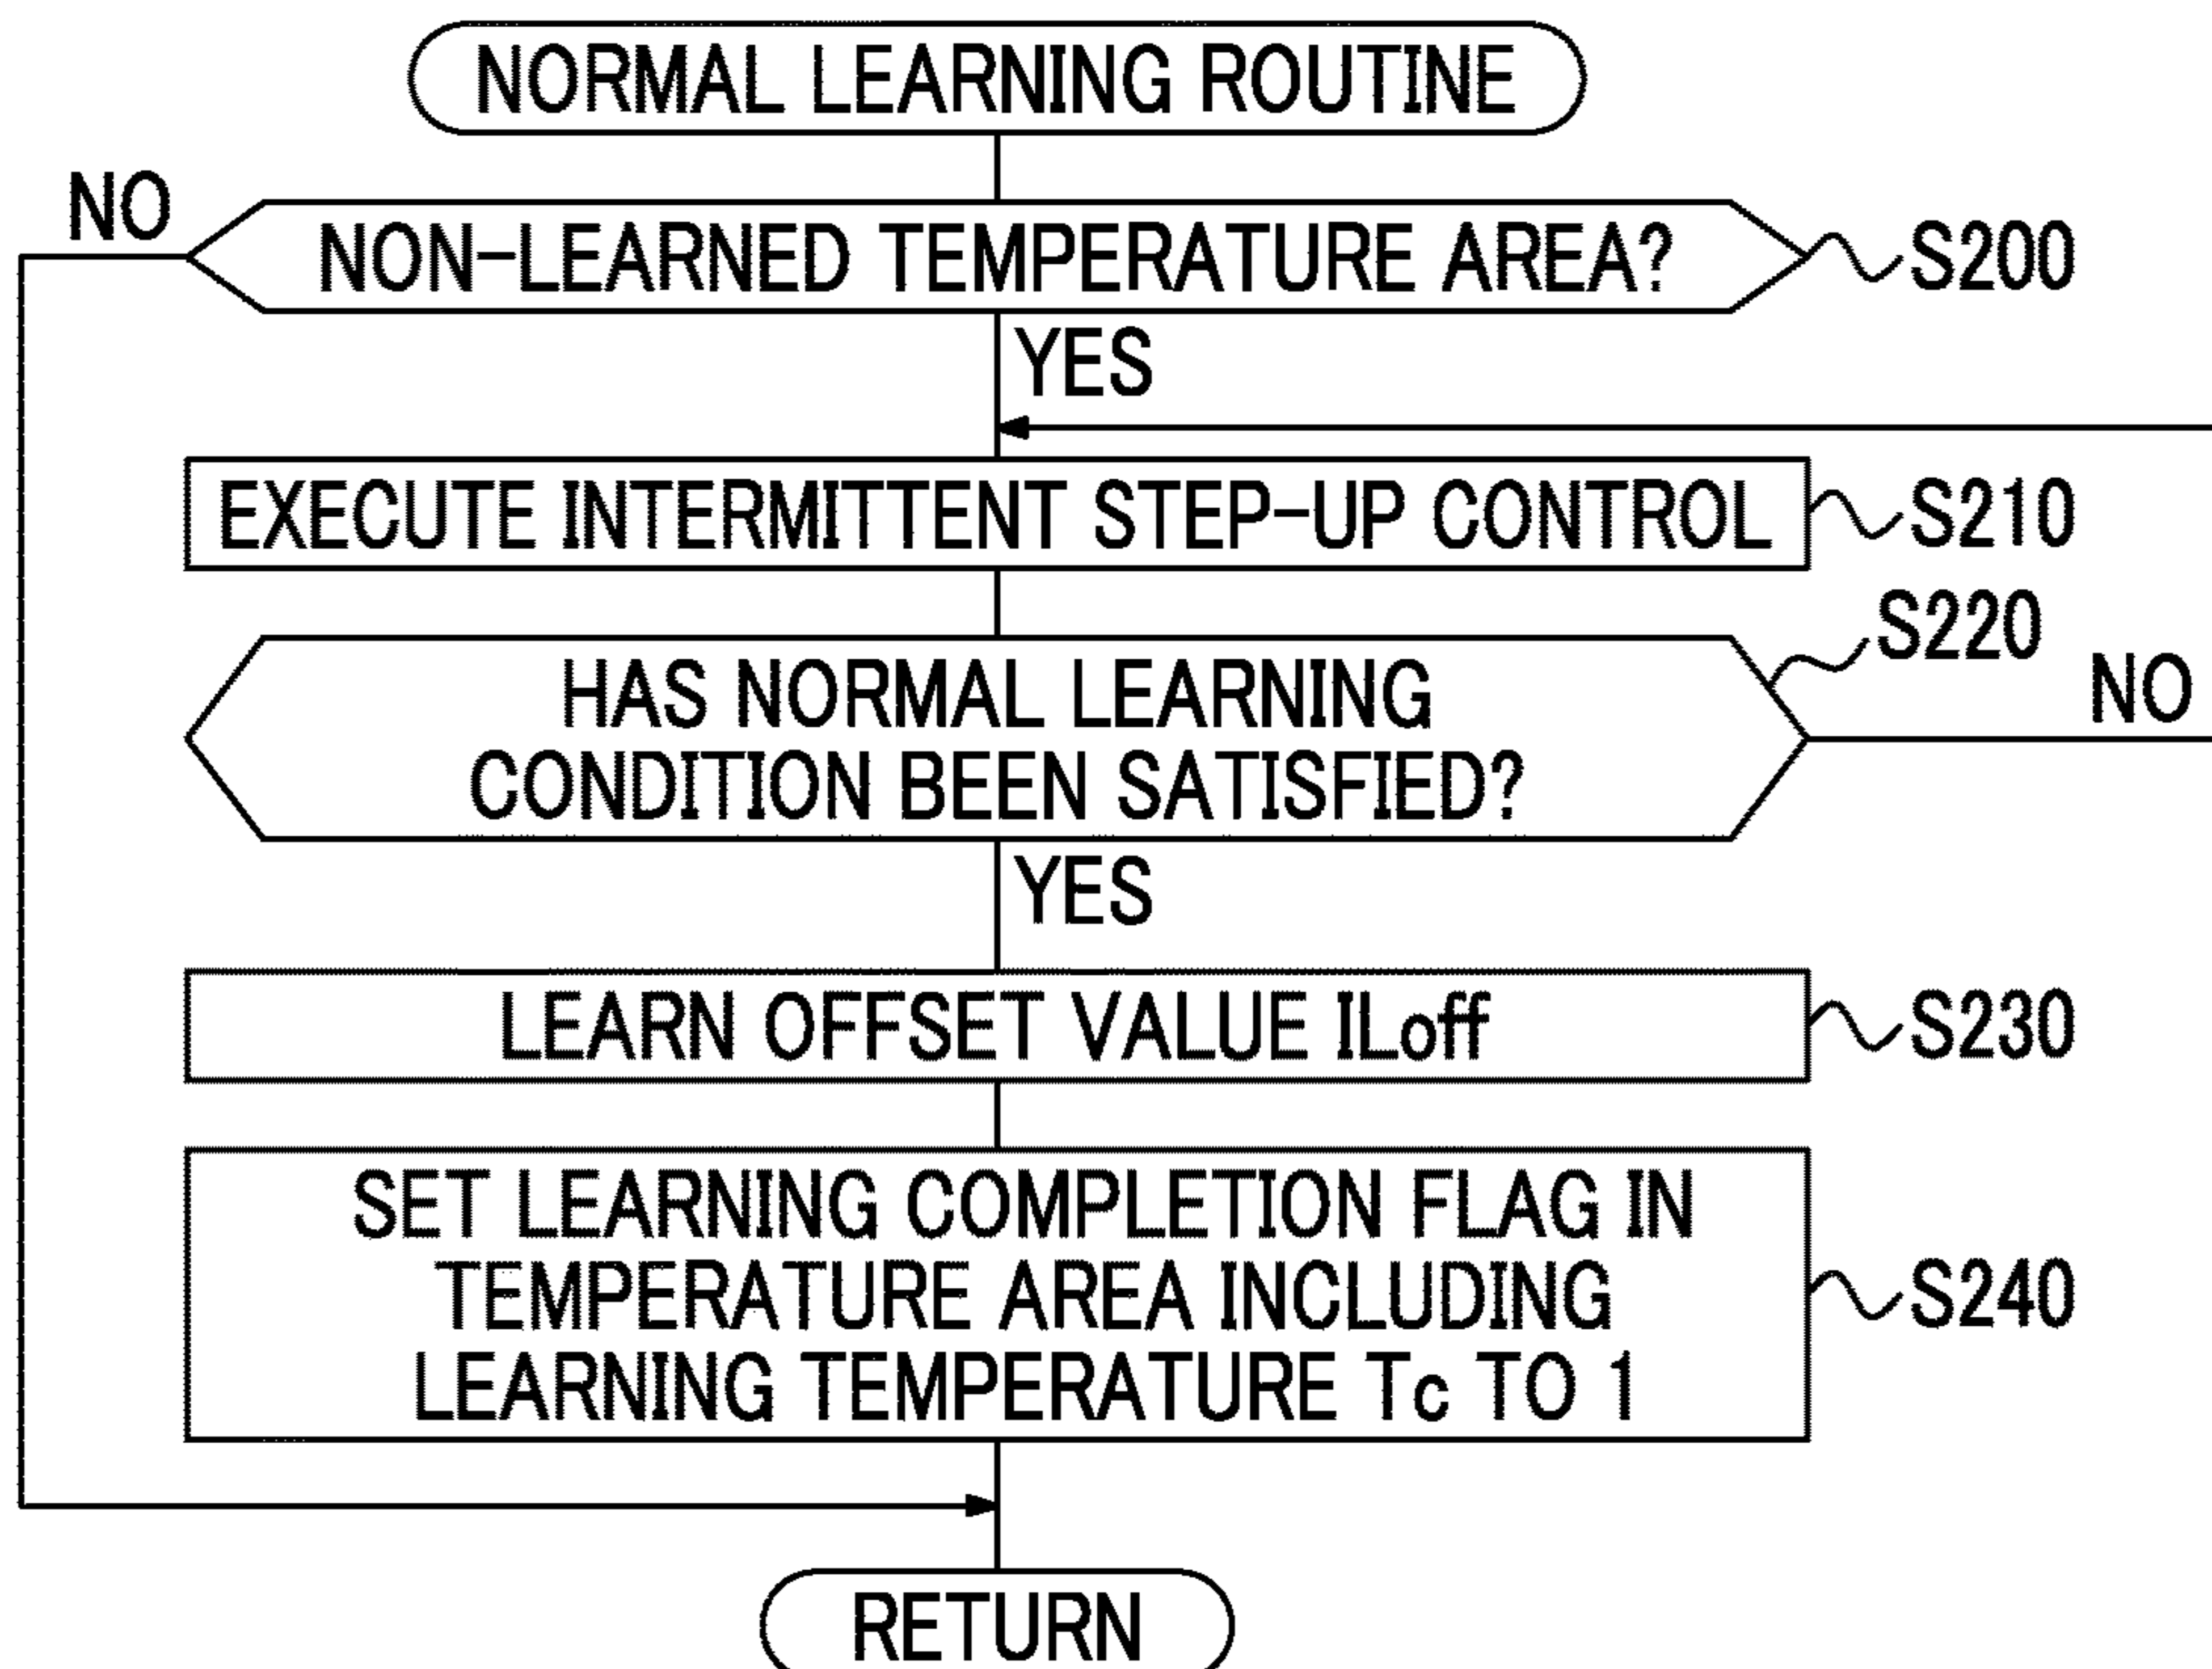 NORMAL LEARNING ROUTINE
NO
NON-LEARNED TEMPERATURE AREA?
S200
YES
EXECUTE INTERMITTENT STEP-UP CONTROL
S210
S220
HAS NORMAL LEARNING
CONDITION BEEN SATISFIED?
NO
YES
LEARN OFFSET VALUE ILoff
S230
SET LEARNING COMPLETION FLAG IN
TEMPERATURE AREA INCLUDING
LEARNING TEMPERATURE Tc TO 1
S240
RETURN